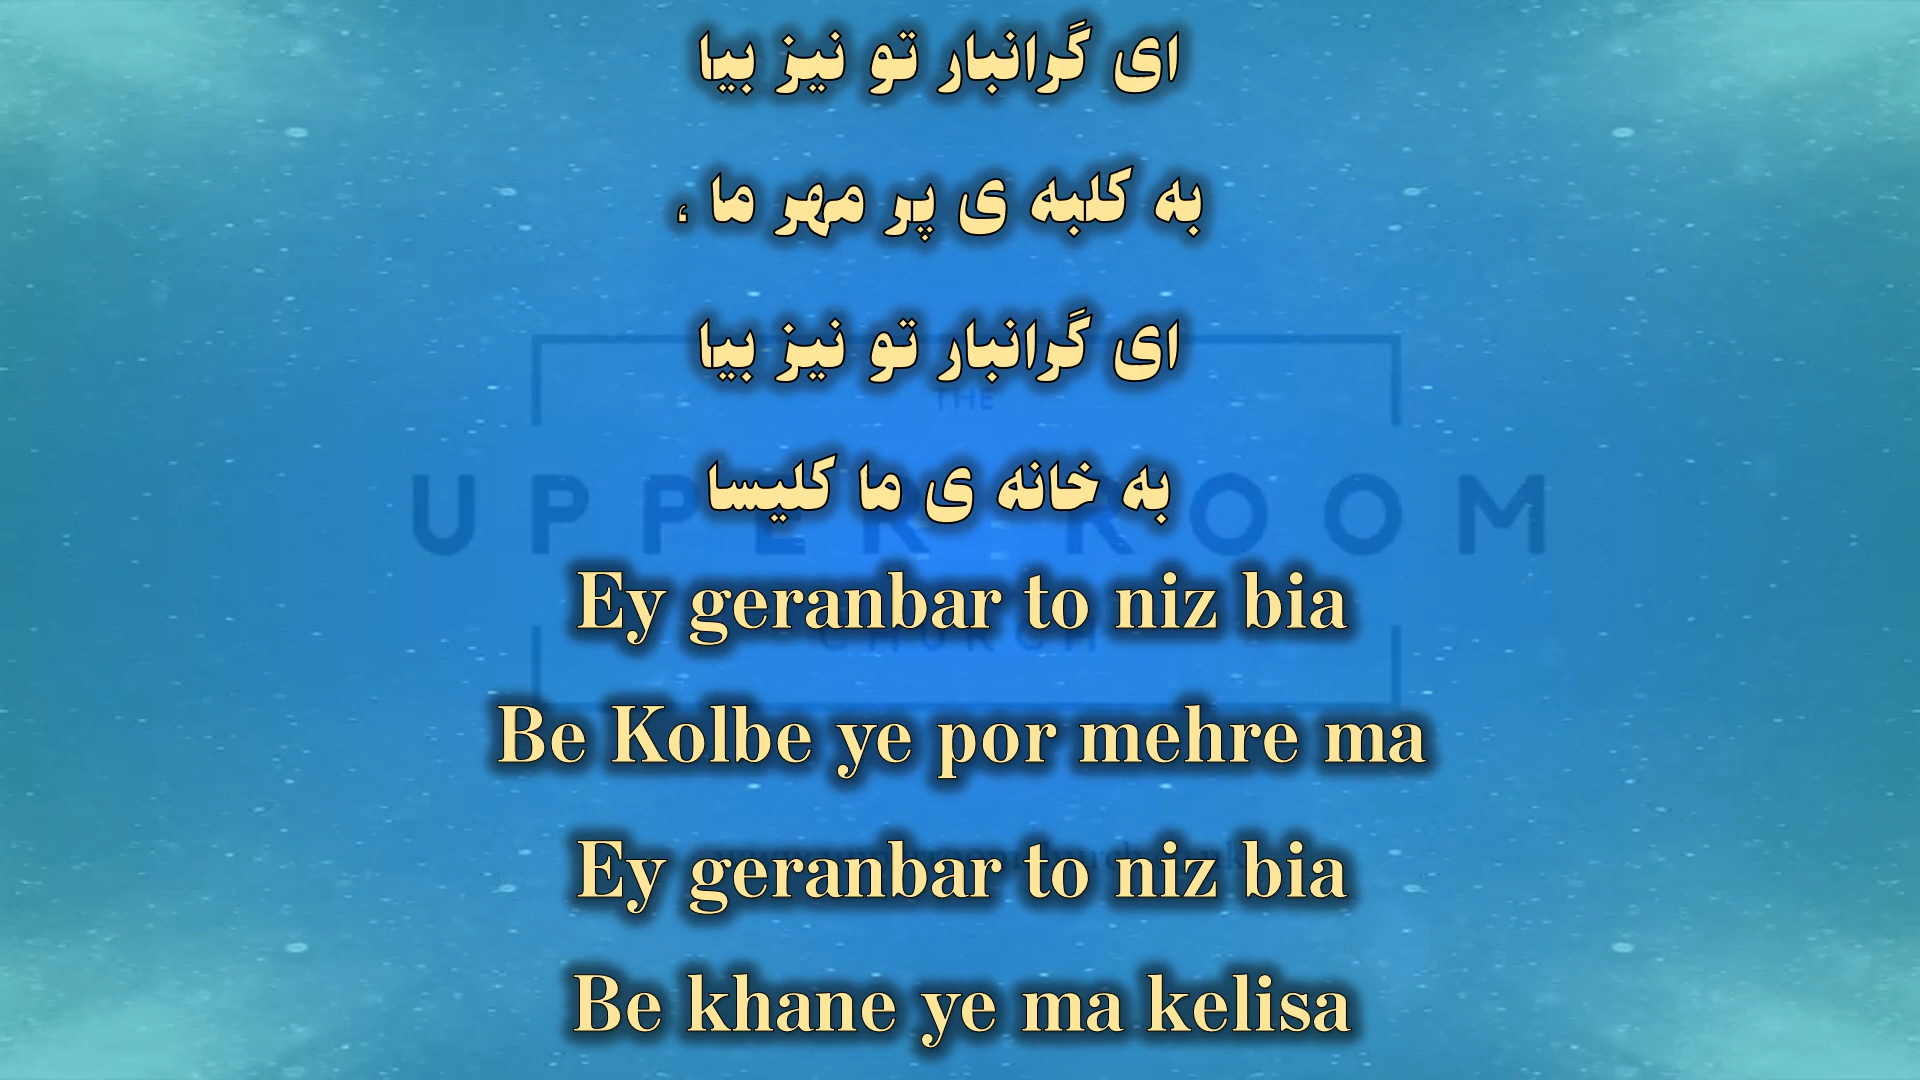 ای گرانبار تو نیز بیا
به کلبه ی پر مهر ما ،
ای گرانبار تو نیز بیا
THE
به خانه ی ما کلیسا
UPPER ROOM
Ey geranbar to niz bia
CHURCH
Be Kolbe ye por mehre ma
Ey geranbar to niz bia
Be khane ye ma kelisa